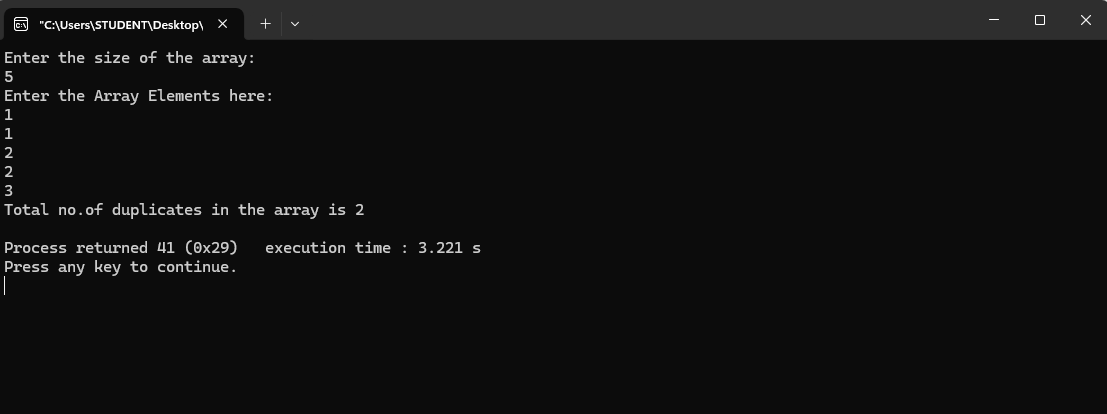 "C:\Users\STUDENT\Desktop\
Enter the size of the array:
5
Enter the Array Elements here:
1
1
2
2
3
Total no.of duplicates in the array is 2
Process returned 41 (0x29)   execution time : 3.221 s
Press any key to continue.